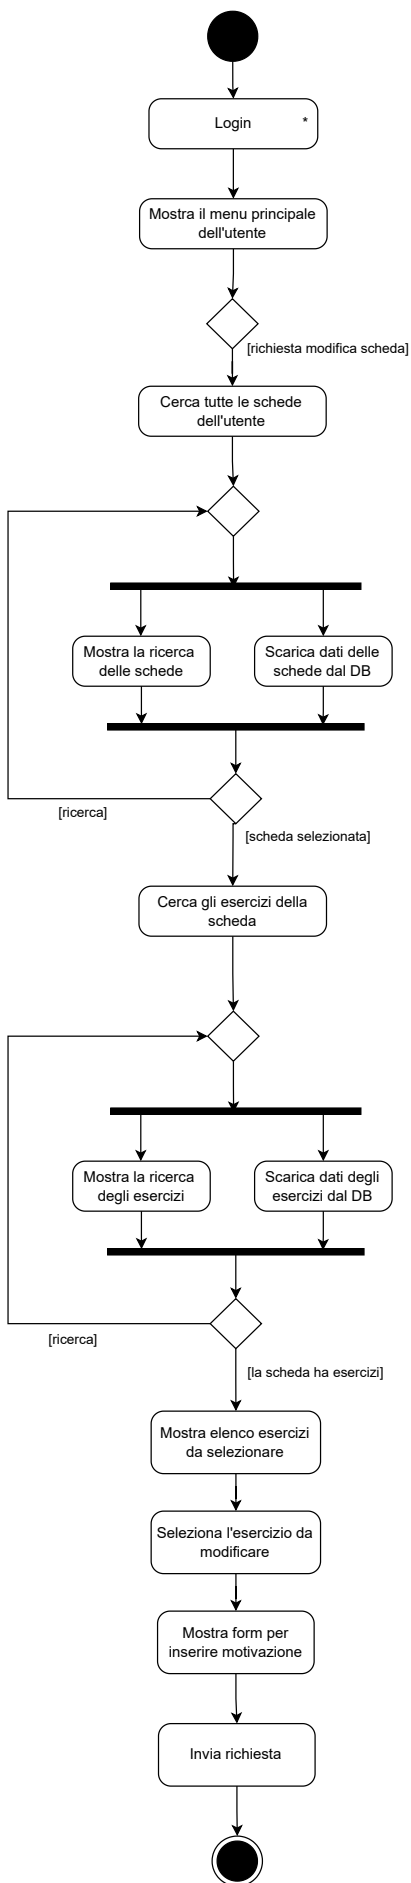 Login
*
Mostra il menu principale
dell'utente
[richiesta modifica scheda]
Cerca tutte le schede
dell'utente
Mostra la ricerca
delle schede
Scarica dati delle
schede dal DB
[ricerca]
[scheda selezionata]
Cerca gli esercizi della
scheda
Mostra la ricerca
degli esercizi
Scarica dati degli
esercizi dal DB
[ricerca]
[la scheda ha esercizi]
Mostra elenco esercizi
da selezionare
Seleziona l'esercizio da
modificare
Mostra form per
inserire motivazione
Invia richiesta